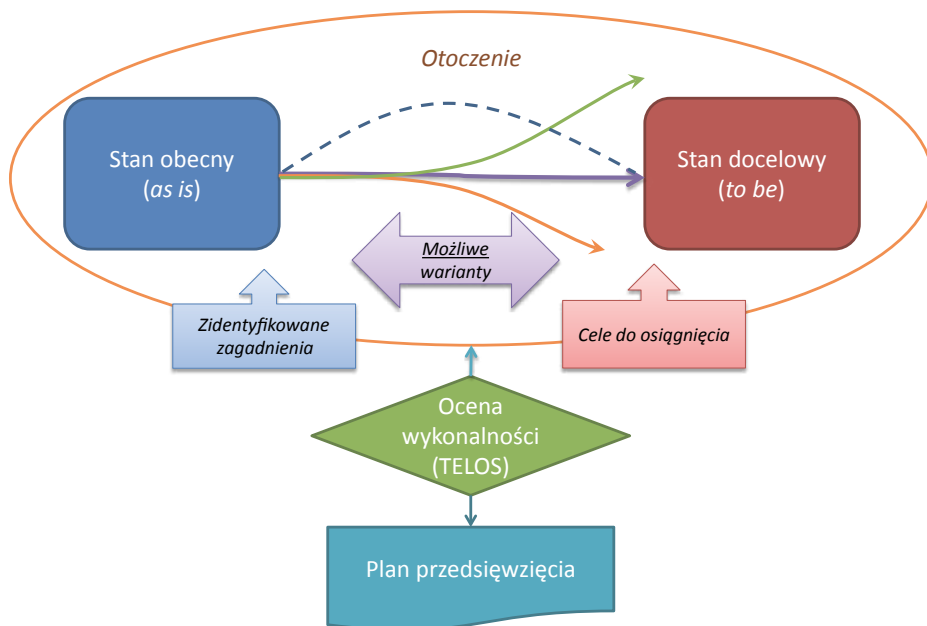 Otoczenie
Stan obecny
(as is)
Stan docelowy
(to be)
Możliwe
warianty
Zidentyfikowane
zagadnienia
Cele do osiągnięcia
Ocena
wykonalności
(TELOS)
Plan przedsięwzięcia